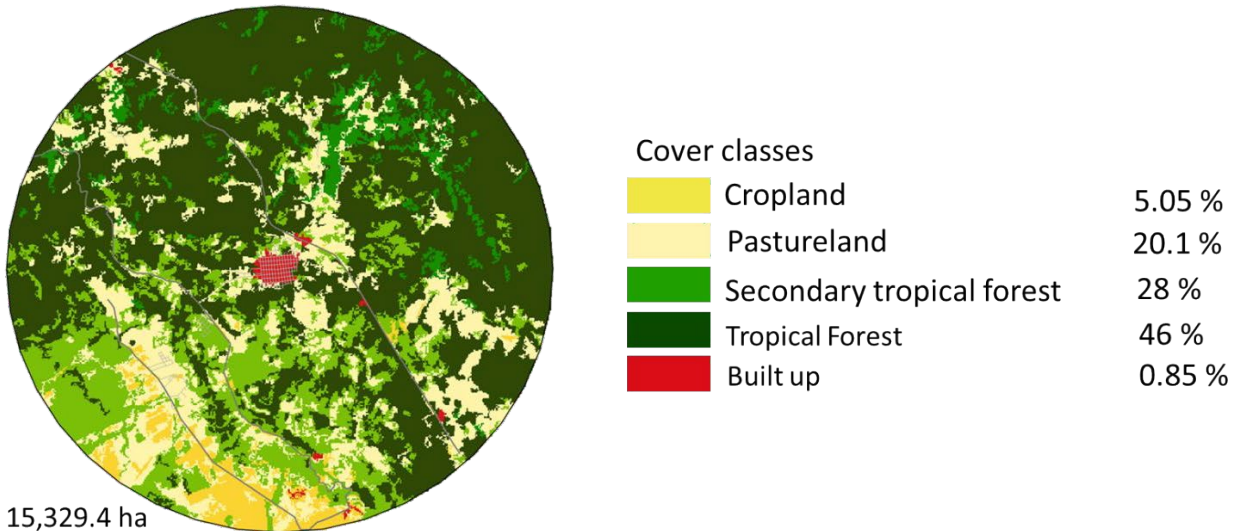 Cover classes
Cropland 5.05 %
Pastureland 20.1 %
Secondary tropical forest 28 %
Tropical Forest 46 %
Built up 0.85 %
15,329.4 ha